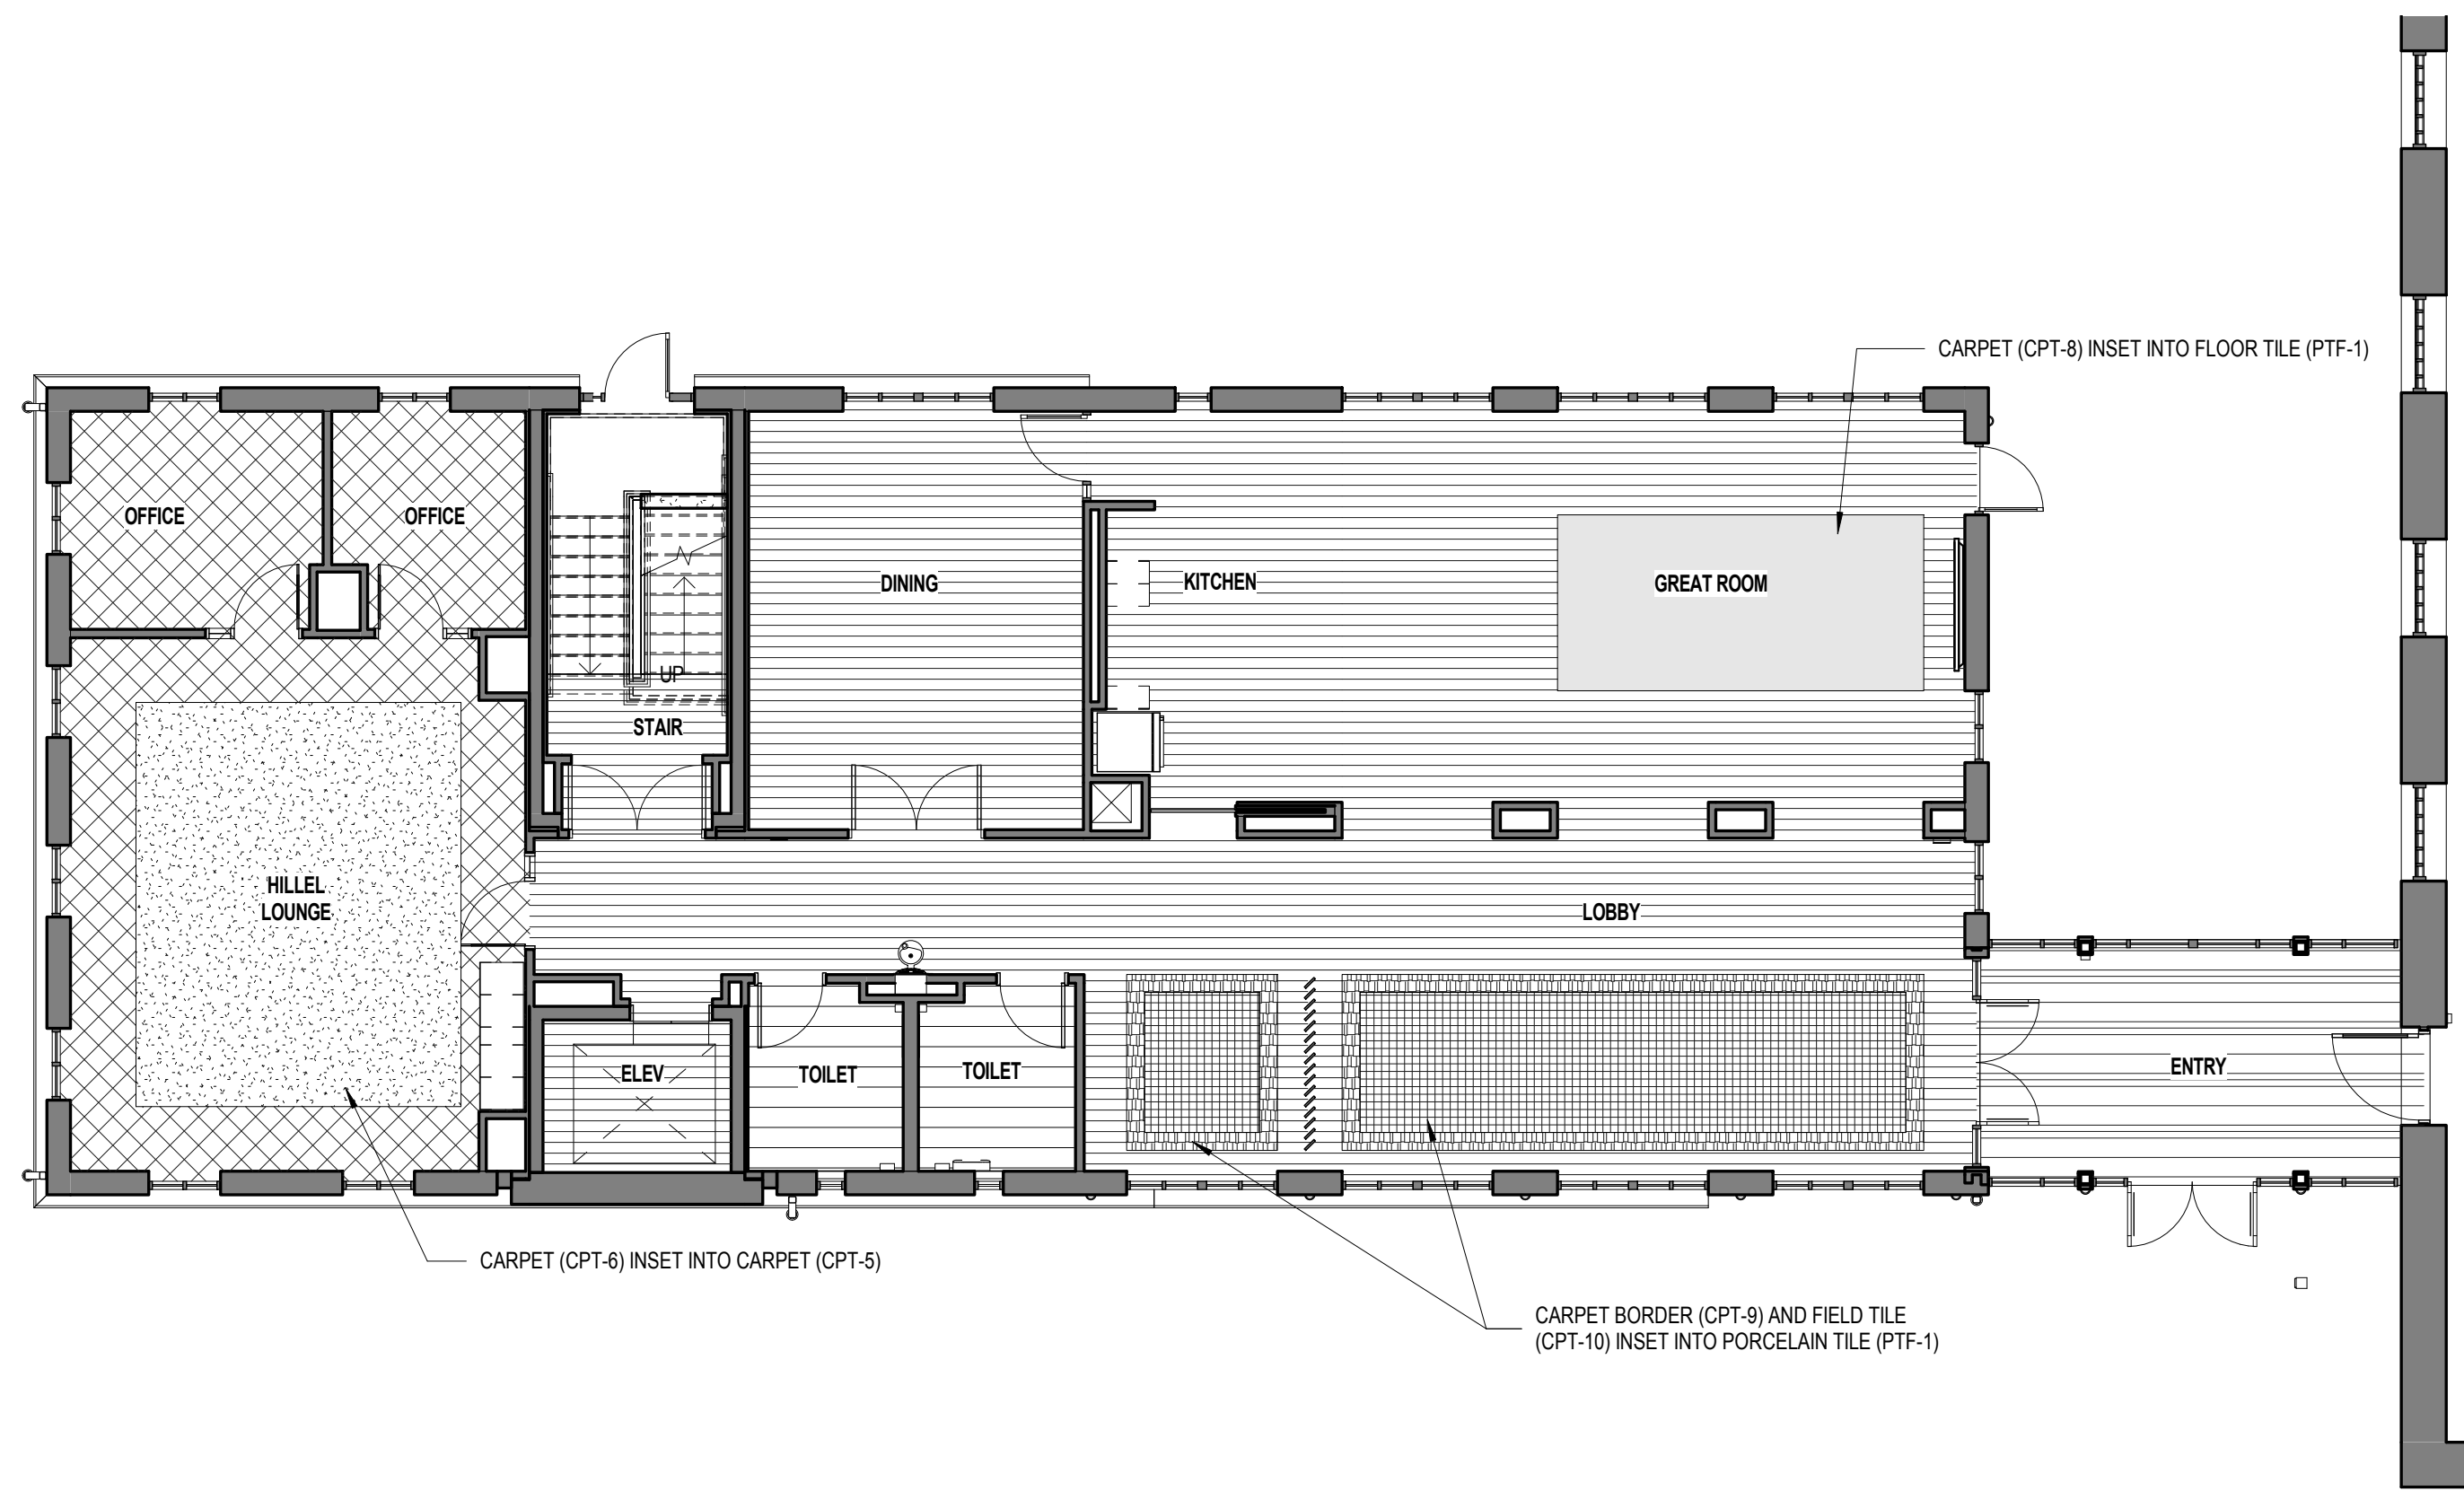 CARPET (CPT-8) INSET INTO FLOOR TILE (PTF-1)
OFFICE
OFFICE
DINING
KITCHEN
GREAT ROOM
UP
STAIR
HILLEL
LOUNGE
LOBBY
ELEV
TOILET
TOILET
ENTRY
CARPET (CPT-6) INSET INTO CARPET (CPT-5)
CARPET BORDER (CPT-9) AND FIELD TILE
(CPT-10) INSET INTO PORCELAIN TILE (PTF-1)